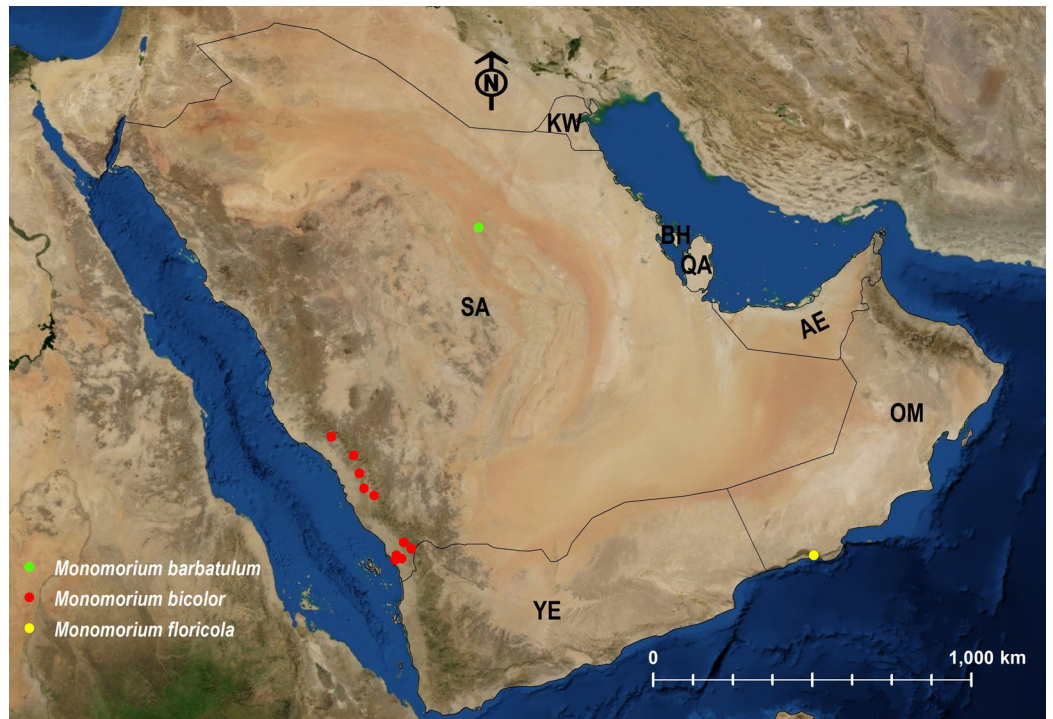 N
KW
BH
QA
SA
AE
OM
Monomorium barbatulum
Monomorium bicolor
YE
Monomorium floricola
0 1,000 km